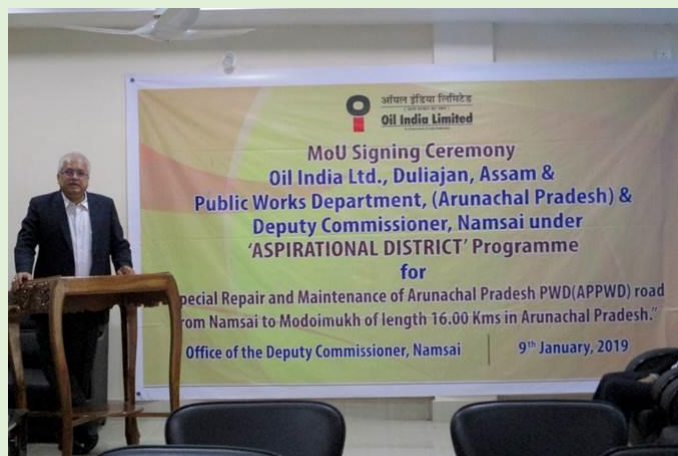 ऑयल इंडिया लिमिटेड
Oil India Limited
MoU Signing Ceremony
Oil India Ltd., Duliajan, Assam &
Public Works Department, (Arunachal Pradesh) &
Deputy Commissioner, Namsai under
‘ASPIRATIONAL DISTRICT’ Programme
for
pecial Repair and Maintenance of Arunachal Pradesh PWD(APPWD) road
rom Namsai to Modoimukh of length 16.00 Kms in Arunachal Pradesh.”
Office of the Deputy Commissioner, Namsai | 9th January, 2019